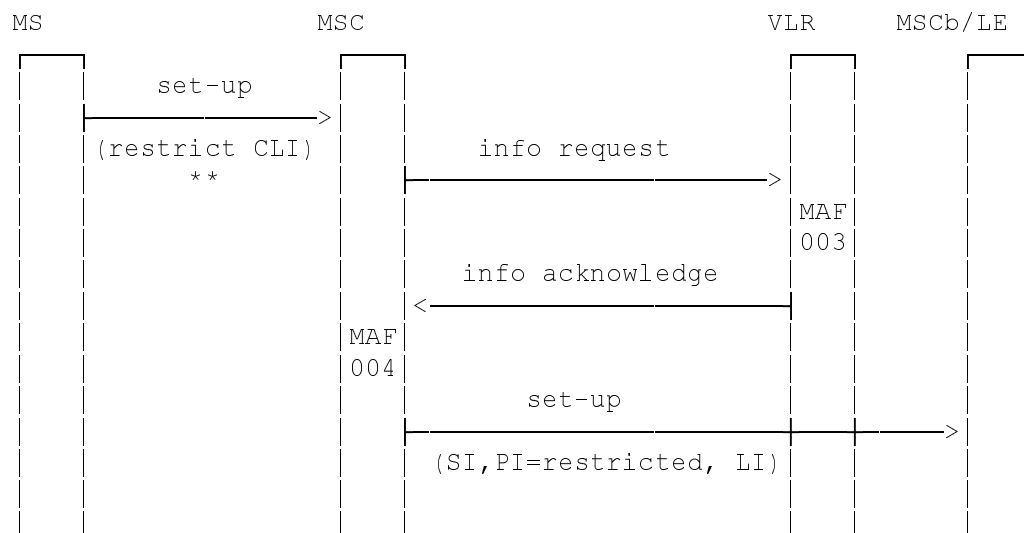 MS MSC VLR MSCb/LE
set-up
(restrict CLI)
**
info request
MAF
003
info acknowledge
MAF
004
set-up
(SI,PI=restricted, LI)